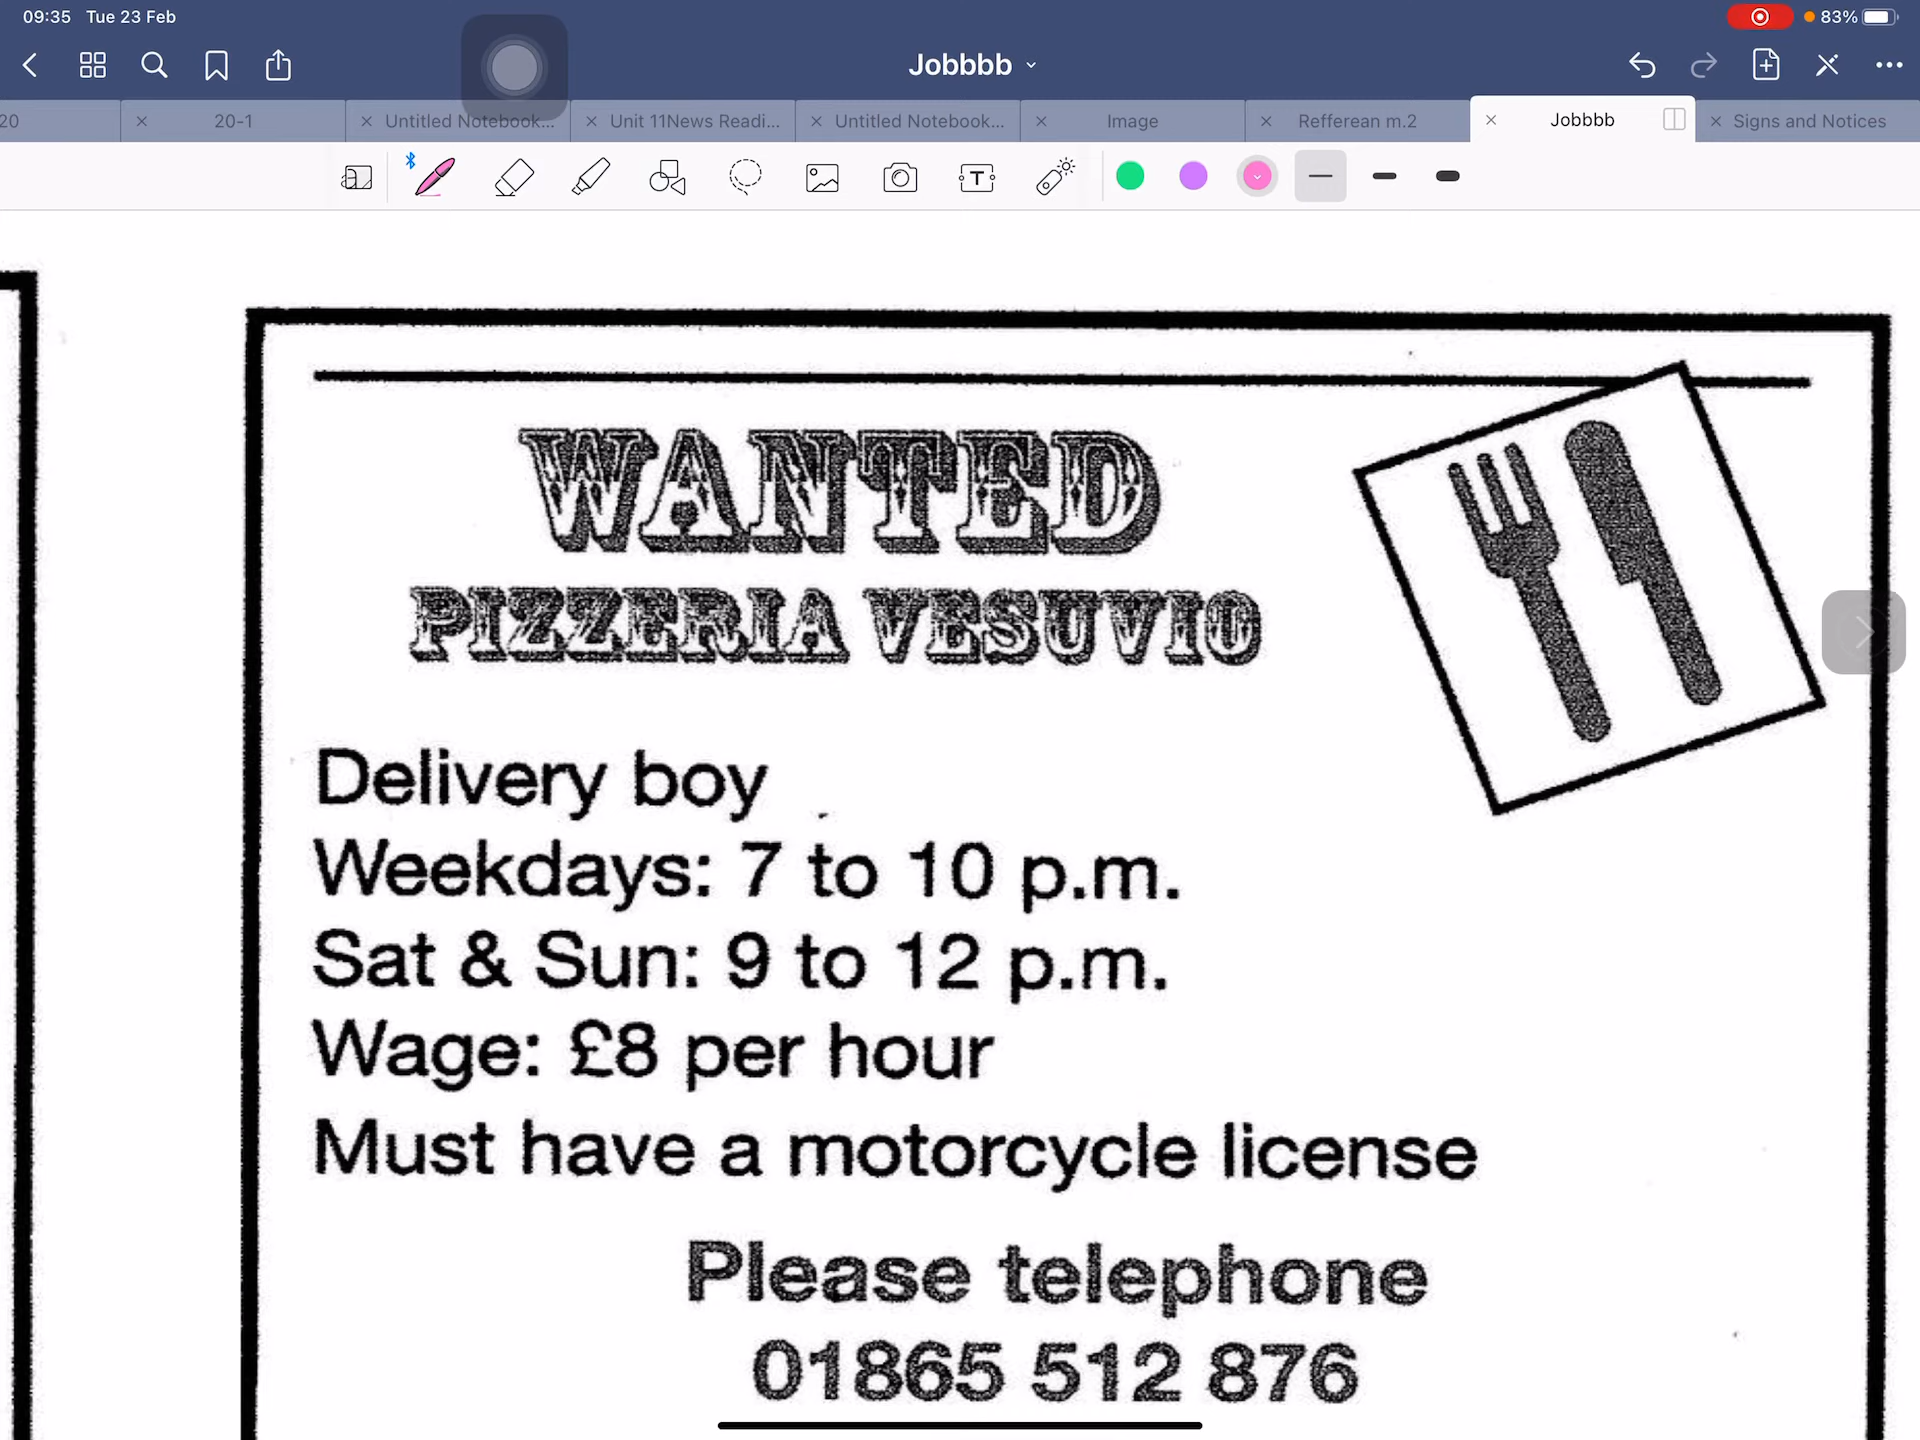 09:35 Tue 23 Feb
83%
Jobbbb
20
20-1
Untitled Notebook...
Unit 11News Readi...
Untitled Notebook...
Image
Refferean m.2
Jobbbb
Signs and Notices
WANTED
PIZZERIA VESUVIO
Delivery boy
Weekdays: 7 to 10 p.m.
Sat & Sun: 9 to 12 p.m.
Wage: £8 per hour
Must have a motorcycle license
Please telephone
01865 512 876